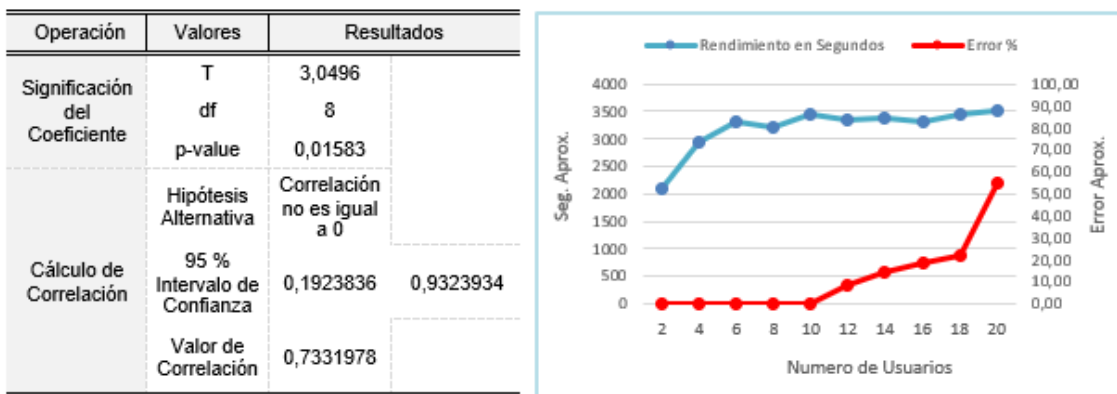 Operación Valores Resultados
Significación
del
Coeficiente
T 3,0496
df 8
p-value 0,01583
Cálculo de
Correlación
Hipótesis
Alternativa
Correlación
no es igual
a 0
95 %
Intervalo de
Confianza
0,1923836 0,9323934
Valor de
Correlación
0,7331978
Rendimiento en Segundos Error %
Seg. Aprox.
4000
3500
3000
2500
2000
1500
1000
500
0
100,00
90,00
80,00
70,00
60,00
50,00
40,00
30,00
20,00
10,00
0,00
Error Aprox.
2 4 6 8 10 12 14 16 18 20
Numero de Usuarios